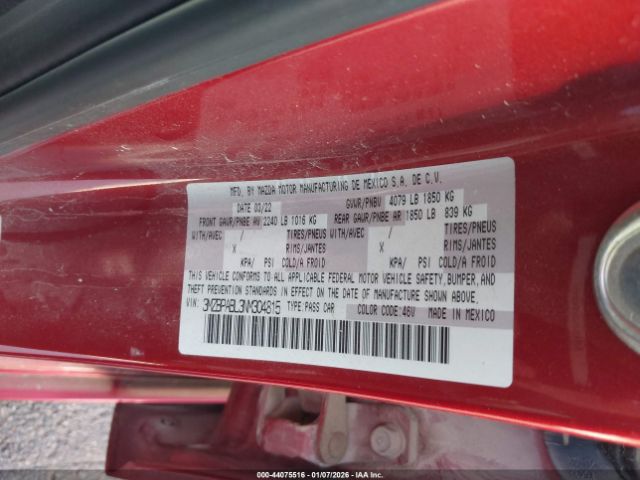 MFD. BY MAZDA MOTOR MANUFACTURING DE MEXICO S.A. DE C.V.
DATE 03/22 GVWR/PNBV 4079 LB 1850 KG
FRONT GAWR/PNBE AV 2240 LB 1016 KG REAR GAWR/PNBE AR 1850 LB 839 KG
WITH/AVEC / TIRES/PNEUS WITH/AVEC / TIRES/PNEUS
X RIMS/JANTES X RIMS/JANTES
KPA/ PSI COLD/A FROID KPA/ PSI COLD/A FROID
THIS VEHICLE CONFORMS TO ALL APPLICABLE FEDERAL MOTOR VEHICLE SAFETY, BUMPER, AND
THEFT PREVENTION STANDARDS IN EFFECT ON THE DATE OF MANUFACTURE SHOWN ABOVE.
VIN: 3MZBPABL3NM304815 TYPE: PASS CAR COLOR CODE: 46V MADE IN MEXICO
000-44075516 | 01/07/2026 - © IAA Inc